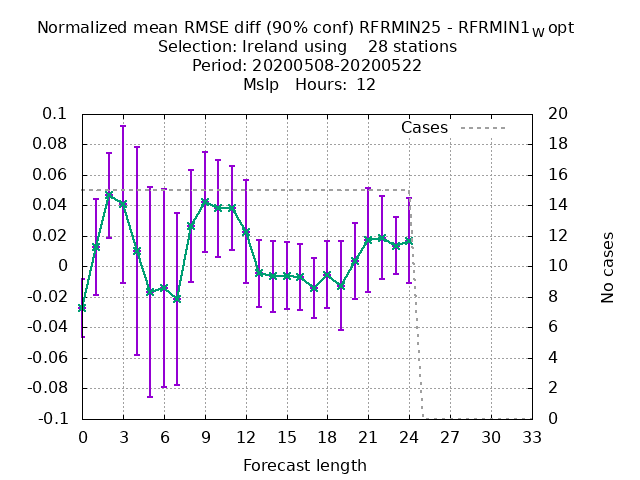 Normalized mean RMSE diff (90% conf) RFRMIN25 - RFRMIN1w opt
Selection: Ireland using 28 stations
Period: 20200508-20200522
Mslp Hours: 12
0.1
0.08
0.06
0.04
0.02
0
-0.02
-0.04
-0.06
-0.08
-0.1
Cases
20
18
16
14
12
10
8
6
4
2
0
No cases
0 3 6 9 12 15 18 21 24 27 30 33
Forecast length